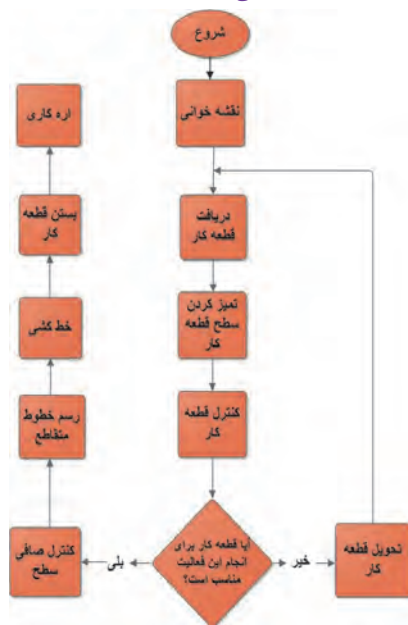 شروع
نقشه خوانی
دریافت
قطعه کار
تمیز کردن
سطح قطعه
کار
کنترل قطعه
کار
آیا قطعه کار برای
انجام این فعالیت
مناسب است؟
خیر
تحویل قطعه
کار
بلی
کنترل صافی
سطح
رسم خطوط
متقاطع
خط کشی
بستن قطعه
کار
اره کاری